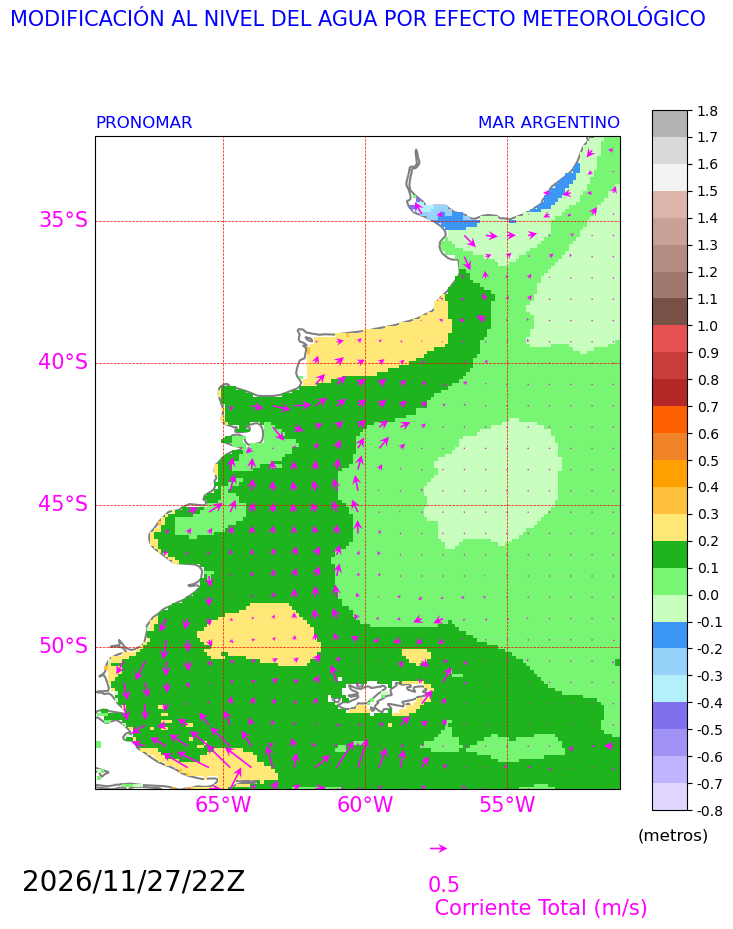 MODIFICACIÓN AL NIVEL DEL AGUA POR EFECTO METEOROLÓGICO
PRONOMAR
MAR ARGENTINO
35°S
40°S
45°S
50°S
65°W
60°W
55°W
1.8
1.7
1.6
1.5
1.4
1.3
1.2
1.1
1.0
0.9
0.8
0.7
0.6
0.5
0.4
0.3
0.2
0.1
0.0
-0.1
-0.2
-0.3
-0.4
-0.5
-0.6
-0.7
-0.8
(metros)
2026/11/27/22Z
0.5
Corriente Total (m/s)